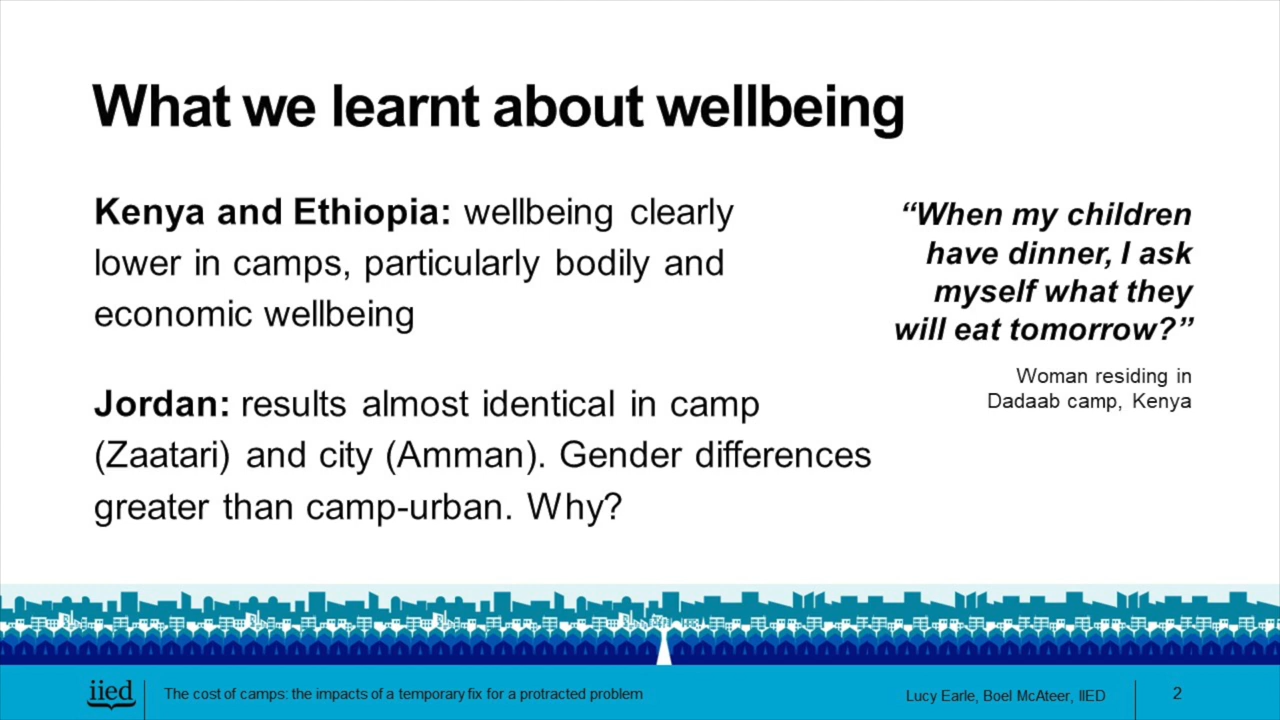 What we learnt about wellbeing
Kenya and Ethiopia: wellbeing clearly
lower in camps, particularly bodily and
economic wellbeing
Jordan: results almost identical in camp
(Zaatari) and city (Amman). Gender differences
greater than camp-urban. Why?
“When my children
have dinner, I ask
myself what they
will eat tomorrow?”
Woman residing in
Dadaab camp, Kenya
iied
The cost of camps: the impacts of a temporary fix for a protracted problem
Lucy Earle, Boel McAteer, IIED
2